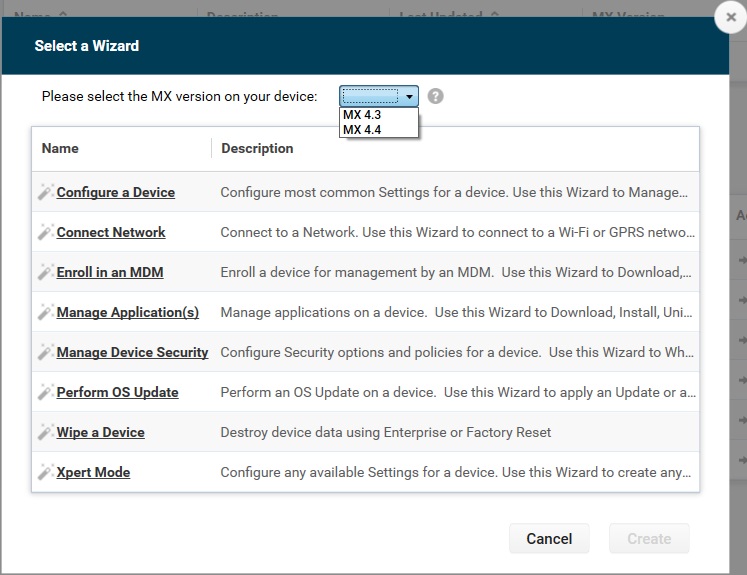 Name Description Last Updated MX Version
Select a Wizard
Please select the MX version on your device: ?
MX 4.3
MX 4.4
Name Description
Configure a Device Configure most common Settings for a device. Use this Wizard to Manage...
Connect Network Connect to a Network. Use this Wizard to connect to a Wi-Fi or GPRS netwo...
Enroll in an MDM Enroll a device for management by an MDM.  Use this Wizard to Download,...
Manage Application(s) Manage applications on a device.  Use this Wizard to Download, Install, Uni...
Manage Device Security Configure Security options and policies for a device.  Use this Wizard to Wh...
Perform OS Update Perform an OS Update on a device.  Use this Wizard to apply an Update or a...
Wipe a Device Destroy device data using Enterprise or Factory Reset
Xpert Mode Configure any available Settings for a device. Use this Wizard to create any...
Cancel Create